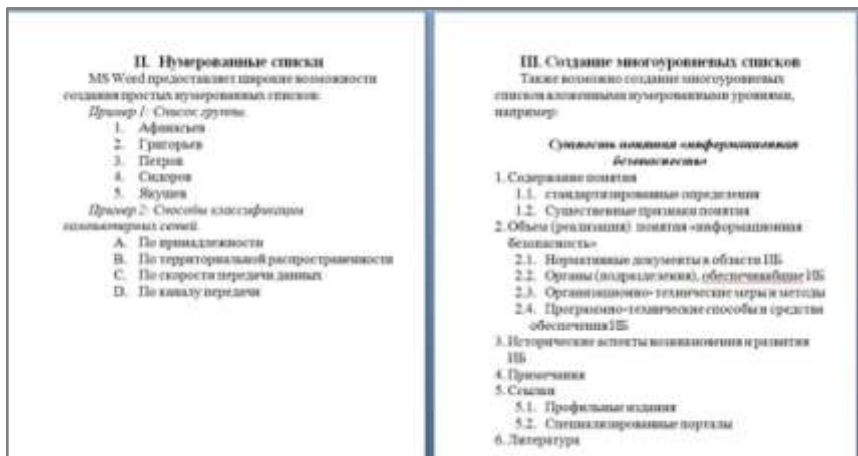 II. Нумерованные списки
MS Word предоставляет широкие возможности
создания простых нумерованных списков:
Пример 1: Список группы.
1. Афанасьев
2. Григорьев
3. Петров
4. Сидоров
5. Якушев
Пример 2: Способы классификации
компьютерных сетей.
A. По принадлежности
B. По территориальной распространенности
C. По скорости передачи данных
D. По каналу передачи
III. Создание многоуровневых списков
Также возможно создание многоуровневых
списков вложенными нумерованными уровнями,
например:
Сущность понятия «информационная
безопасность»
1. Содержание понятия
1.1. стандартизированные определения
1.2. Существенные признаки понятия
2. Объем (реализация) понятия «информационная
безопасность»
2.1. Нормативные документы в области ИБ
2.2. Органы (подразделения), обеспечивающие ИБ
2.3. Организационно- технические меры и методы
2.4. Программно-технические способы и средства
обеспечения ИБ
3. Исторические аспекты возникновения и развития
ИБ
4. Примечания
5. Ссылки
5.1. Профильные издания
5.2. Специализированные порталы
6. Литература